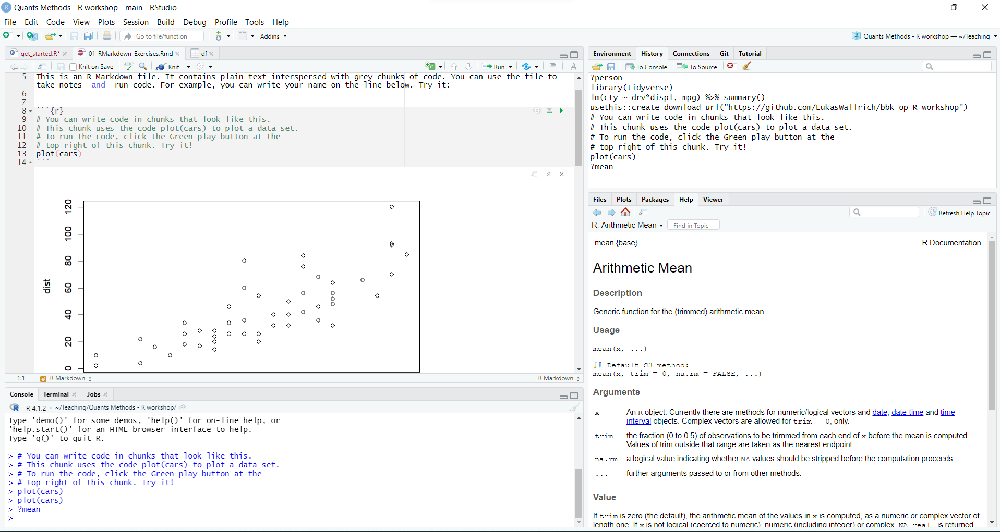 Quants Methods - R workshop - main - RStudio
File Edit Code View Plots Session Build Debug Profile Tools Help
Go to file/function Addins Quants Methods - R workshop — ~/Teaching
get_started.R* 01-RMarkdown-Exercises.Rmd df
Knit on Save ABC Knit Run
5 This is an R Markdown file. It contains plain text interspersed with grey chunks of code. You can use the file to
take notes _and_ run code. For example, you can write your name on the line below. Try it:
6
7
8 ```{r}
9 # You can write code in chunks that look like this.
10 # This chunk uses the code plot(cars) to plot a data set.
11 # To run the code, click the Green play button at the
12 # top right of this chunk. Try it!
13 plot(cars)
14 ```
120
100
80
60
40
20
0
dist
1:1 R Markdown R Markdown
Console Terminal Jobs
R 4.1.2 · ~/Teaching/Quants Methods - R workshop/
Type 'demo()' for some demos, 'help()' for on-line help, or
'help.start()' for an HTML browser interface to help.
Type 'q()' to quit R.
> # You can write code in chunks that look like this.
> # This chunk uses the code plot(cars) to plot a data set.
> # To run the code, click the Green play button at the
> # top right of this chunk. Try it!
> plot(cars)
> plot(cars)
> ?mean
>
Environment History Connections Git Tutorial
To Console To Source
?person
library(tidyverse)
lm(cty ~ drv*displ, mpg) %>% summary()
usethis::create_download_url("https://github.com/LukasWallrich/bbk_op_R_workshop")
# You can write code in chunks that look like this.
# This chunk uses the code plot(cars) to plot a data set.
# To run the code, click the Green play button at the
# top right of this chunk. Try it!
plot(cars)
?mean
Files Plots Packages Help Viewer
Refresh Help Topic
R: Arithmetic Mean Find in Topic
mean {base} R Documentation
Arithmetic Mean
Description
Generic function for the (trimmed) arithmetic mean.
Usage
mean(x, ...)
## Default S3 method:
mean(x, trim = 0, na.rm = FALSE, ...)
Arguments
x An R object. Currently there are methods for numeric/logical vectors and date, date-time and time
interval objects. Complex vectors are allowed for trim = 0, only.
trim the fraction (0 to 0.5) of observations to be trimmed from each end of x before the mean is computed.
Values of trim outside that range are taken as the nearest endpoint.
na.rm a logical value indicating whether NA values should be stripped before the computation proceeds.
... further arguments passed to or from other methods.
Value
If trim is zero (the default), the arithmetic mean of the values in x is computed, as a numeric or complex vector of
length one. If x is not logical (coerced to numeric), numeric (including integer) or complex, NA_real_ is returned,